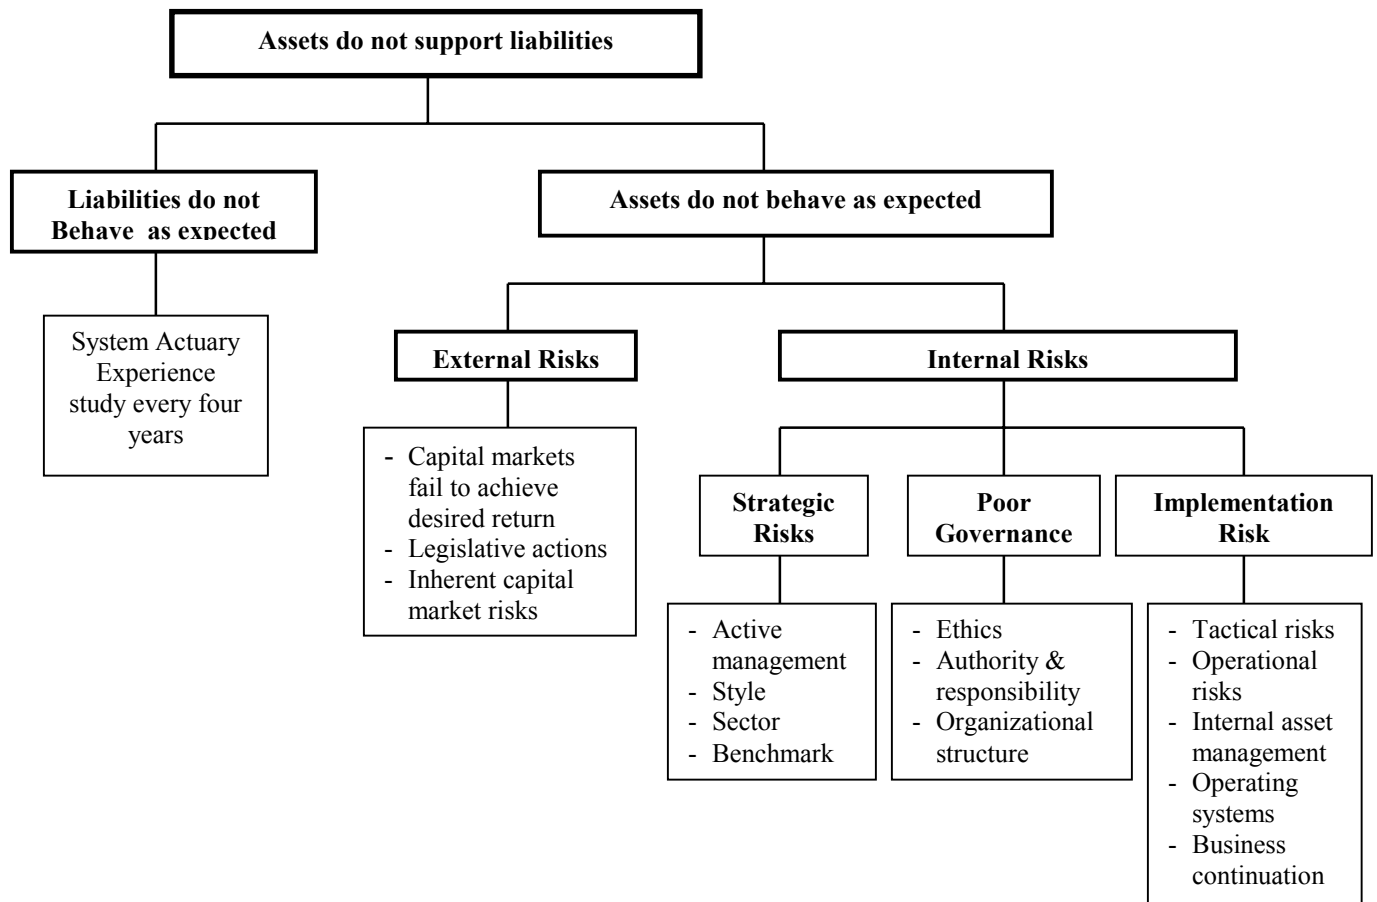 Assets do not support liabilities
Liabilities do not
Behave as expected
Assets do not behave as expected
System Actuary
Experience
study every four
years
External Risks
Internal Risks
- Capital markets
fail to achieve
desired return
- Legislative actions
- Inherent capital
market risks
Strategic
Risks
Poor
Governance
Implementation
Risk
- Active
management
- Style
- Sector
- Benchmark
- Ethics
- Authority &
responsibility
- Organizational
structure
- Tactical risks
- Operational
risks
- Internal asset
management
- Operating
systems
- Business
continuation